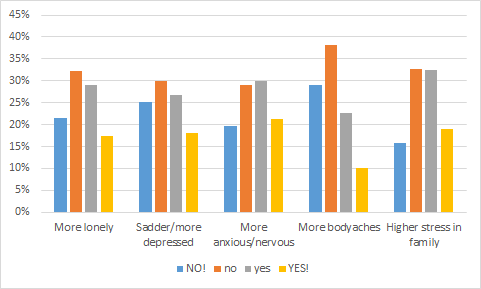 45%
40%
35%
30%
25%
20%
15%
10%
5%
0%
More lonely
Sadder/more
depressed
More
anxious/nervous
More bodyaches
Higher stress in
family
NO! no yes YES!